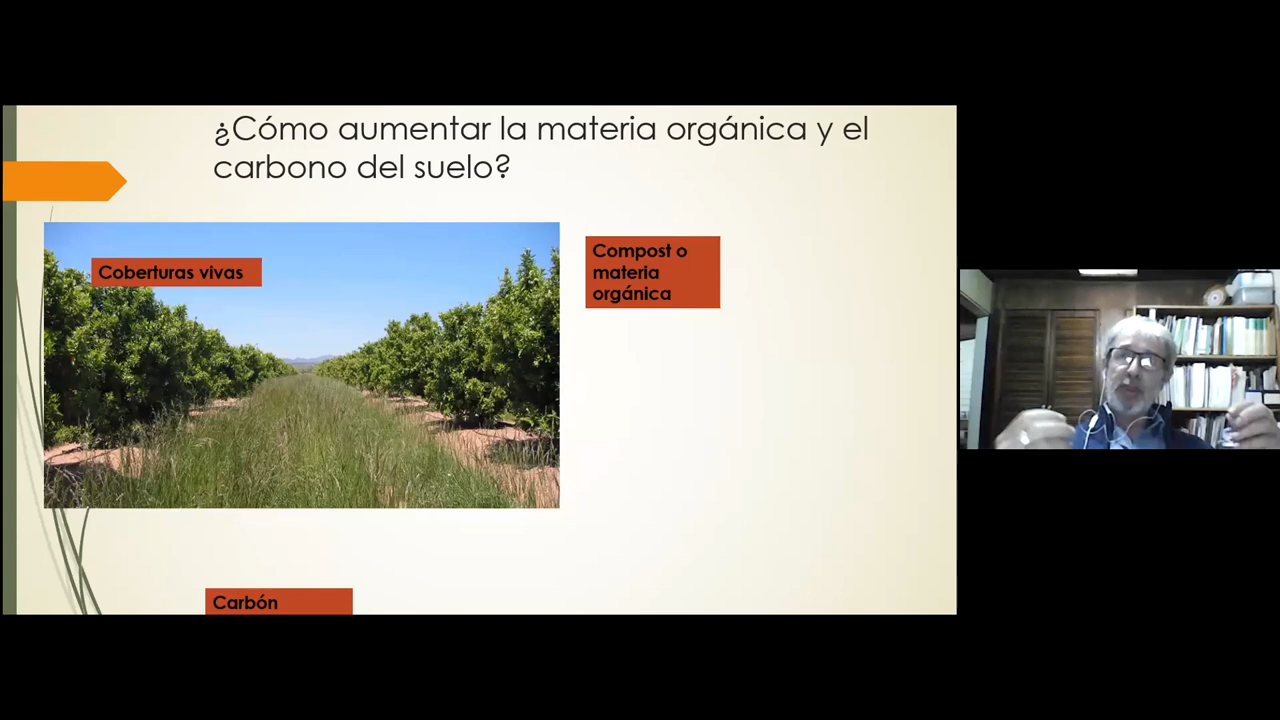 ¿Cómo aumentar la materia orgánica y el
carbono del suelo?
Coberturas vivas
Compost o
materia
orgánica
Carbón